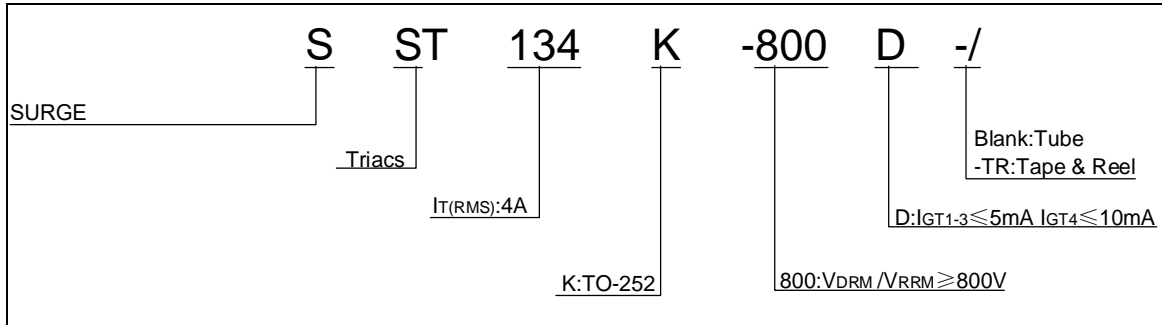 S ST 134 K -800 D -/
SURGE
Triacs
IT(RMS):4A
K:TO-252
800:VDRM /VRRM≥800V
D:IGT1-3≤5mA IGT4≤10mA
Blank:Tube
-TR:Tape & Reel